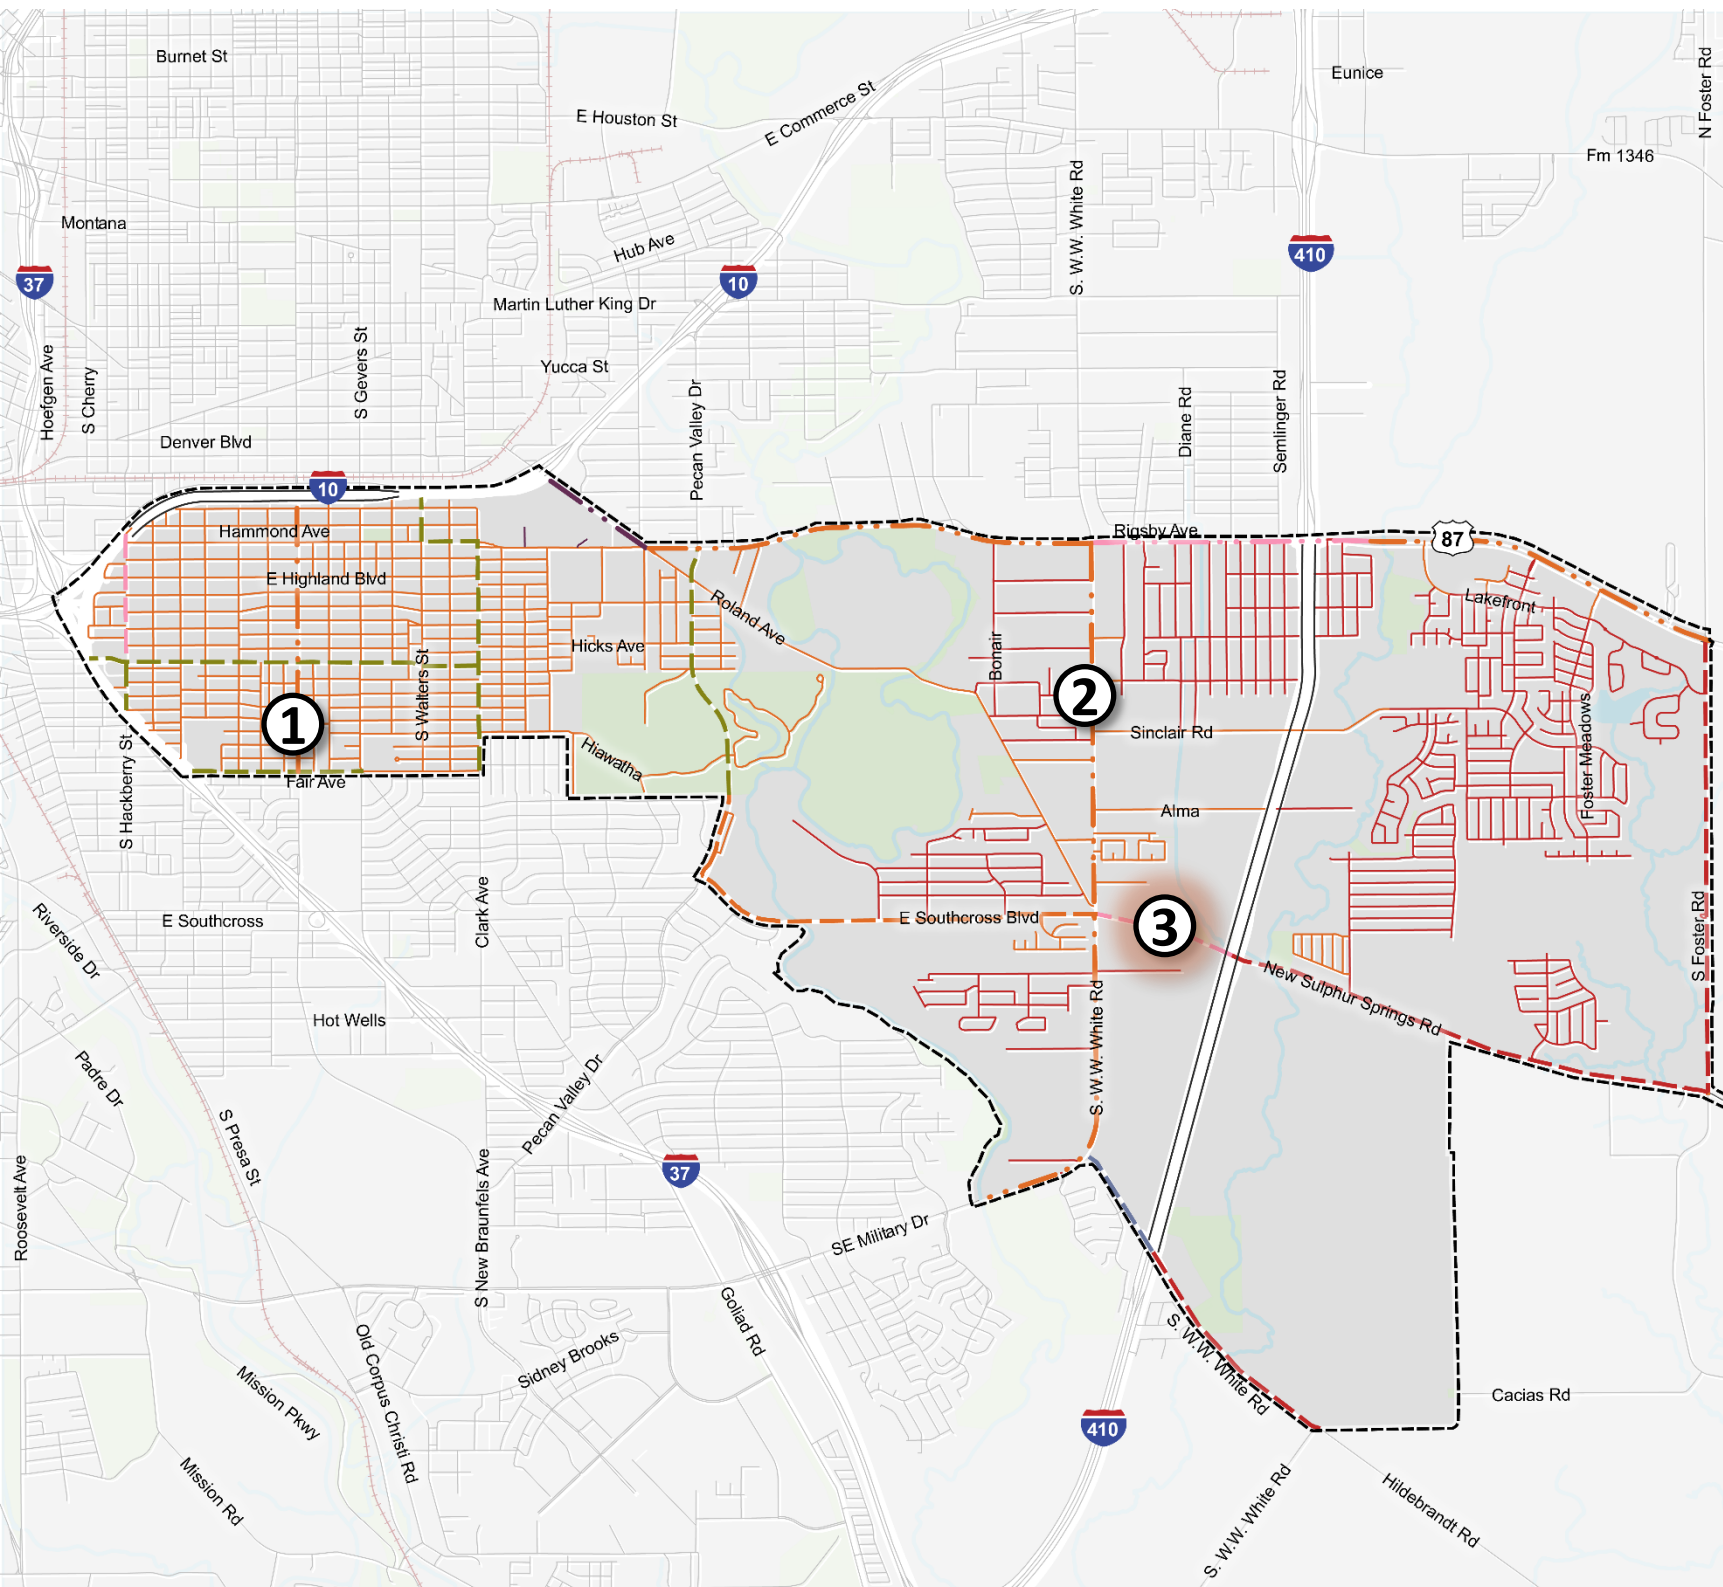 Burnet St
Eunice
N Foster Rd
E Houston St
E Commerce St
Fm 1346
S. W.W. White Rd
Montana
Hub Ave
410
37
10
Martin Luther King Dr
Hoefgen Ave
S Cherry
S Gevers St
Yucca St
Pecan Valley Dr
Diane Rd
Semlinger Rd
Denver Blvd
10
Hammond Ave
Rigsby Ave
87
E Highland Blvd
Roland Ave
Lakefront
Hicks Ave
Bonair
S Walters St
2
1
Foster Meadows
Sinclair Rd
Hiawatha
S Hackberry St
Fair Ave
Alma
E Southcross
Clark Ave
E Southcross Blvd
3
S Foster Rd
Riverside Dr
New Sulphur Springs Rd
Hot Wells
S. W.W. White Rd
Padre Dr
Pecan Valley Dr
S Presa St
37
Roosevelt Ave
S New Braunfels Ave
SE Military Dr
Goliad Rd
Old Corpus Christi Rd
Sidney Brooks
S. W.W. White Rd
Mission Pkwy
Cacias Rd
410
Mission Rd
S. W.W. White Rd
Hildebrandt Rd